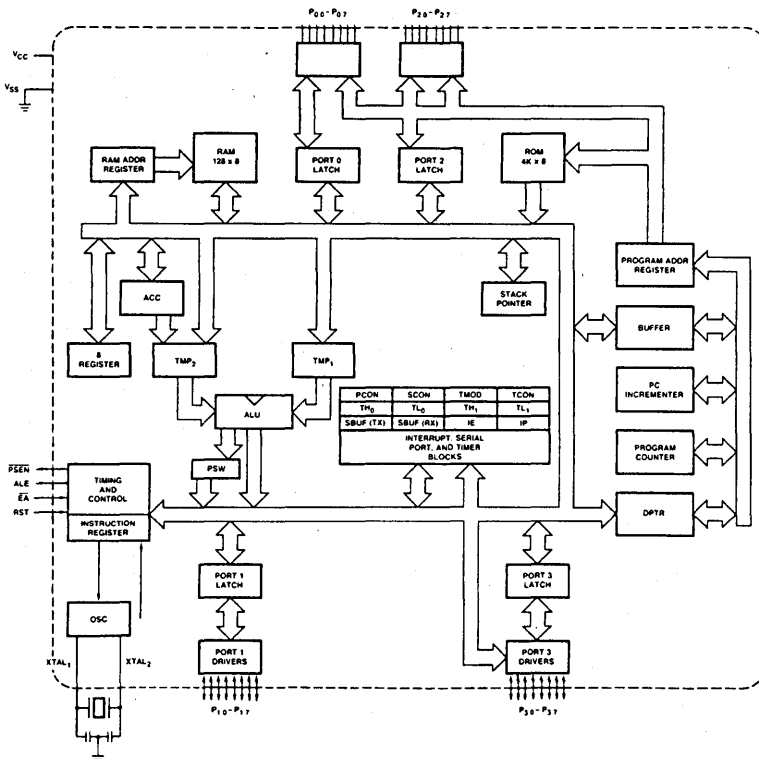 P00–P07
P20–P27
VCC
VSS
RAM ADDR
REGISTER
RAM
128 x 8
PORT 0
LATCH
PORT 2
LATCH
ROM
4K x 8
PROGRAM ADDR
REGISTER
ACC
STACK
POINTER
BUFFER
B
REGISTER
TMP2
TMP1
PC
INCREMENTER
ALU
PCON SCON TMOD TCON
TH0 TL0 TH1 TL1
SBUF (TX) SBUF (RX) IE IP
INTERRUPT, SERIAL
PORT, AND TIMER
BLOCKS
PROGRAM
COUNTER
PSW
PSEN
ALE
EA
RST
TIMING
AND
CONTROL
INSTRUCTION
REGISTER
DPTR
PORT 1
LATCH
PORT 3
LATCH
OSC
XTAL1
XTAL2
PORT 1
DRIVERS
PORT 3
DRIVERS
P10–P17
P30–P37